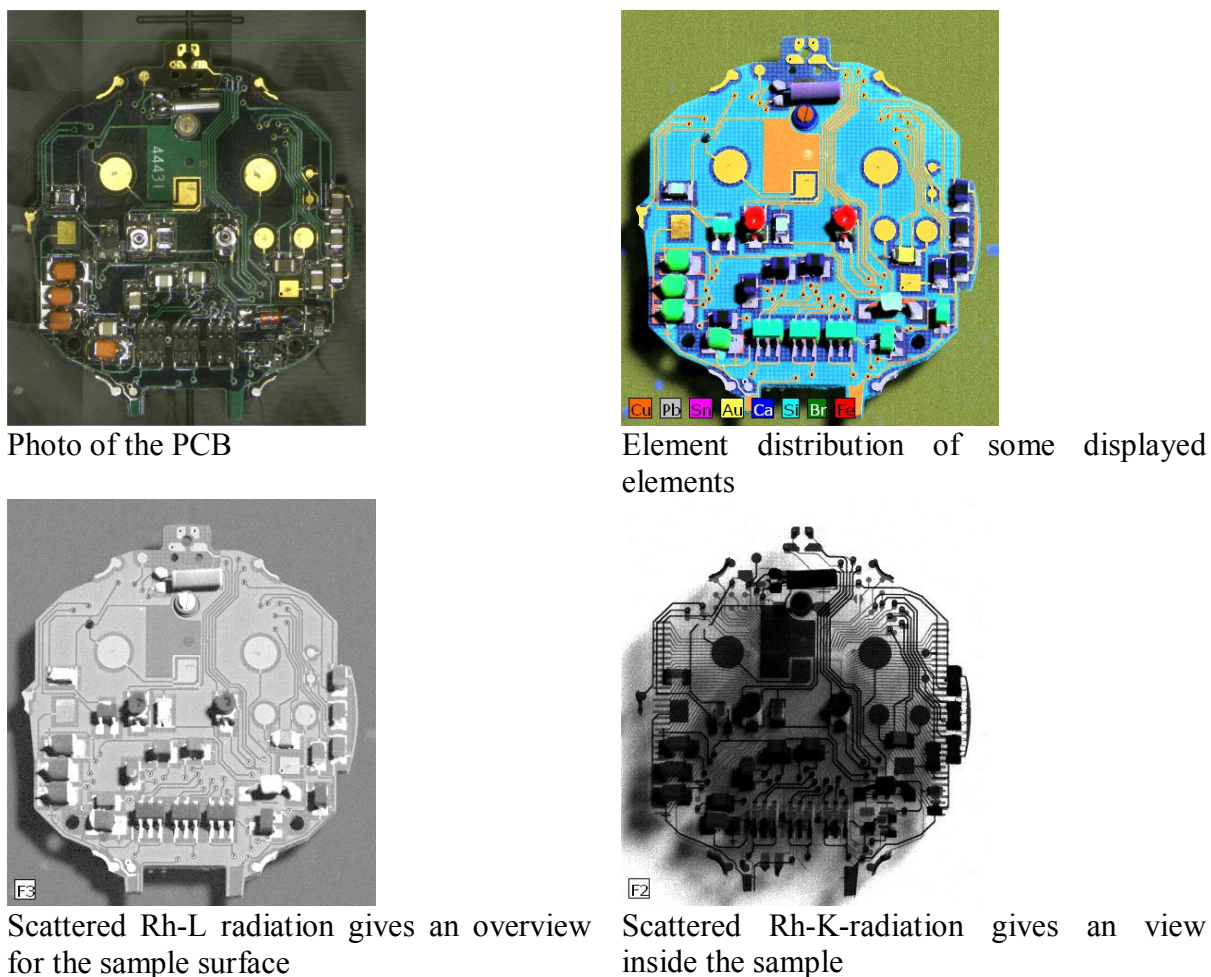 44431
Cu Pb Sn Au Ca Si Br Fe
Photo of the PCB
Element distribution of some displayed
elements
F3
F2
Scattered Rh-L radiation gives an overview
for the sample surface
Scattered Rh-K-radiation gives an view
inside the sample